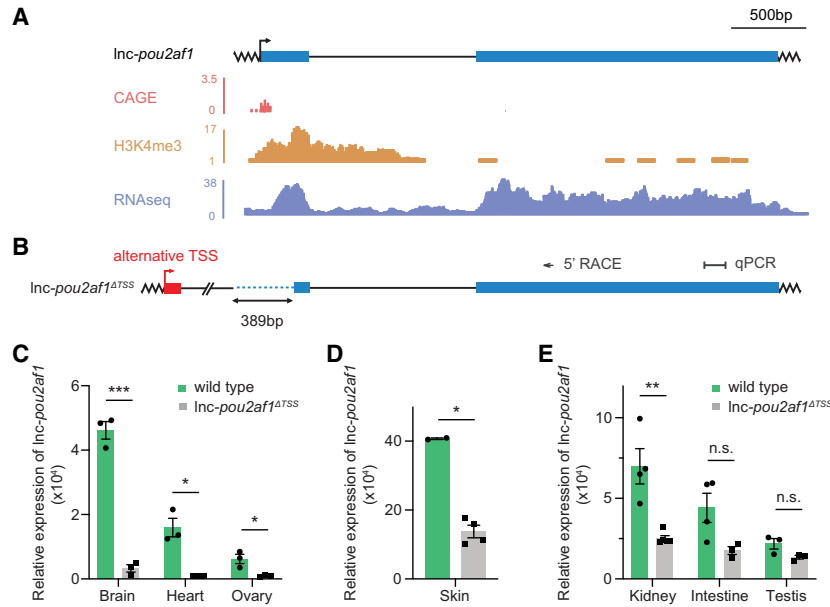 A
500bp
lnc-pou2af1
3.5
CAGE
0
17
H3K4me3
1
38
RNAseq
0
B
alternative TSS
5' RACE
qPCR
lnc-pou2af1ΔTSS
389bp
C
wild type
lnc-pou2af1ΔTSS
Relative expression of lnc-pou2af1
(x10⁴)
6
4
2
0
***
*
*
Brain
Heart
Ovary
D
Relative expression of lnc-pou2af1
(x10⁴)
40
20
0
*
Skin
E
wild type
lnc-pou2af1ΔTSS
Relative expression of lnc-pou2af1
(x10⁴)
10
5
0
**
n.s.
n.s.
Kidney
Intestine
Testis